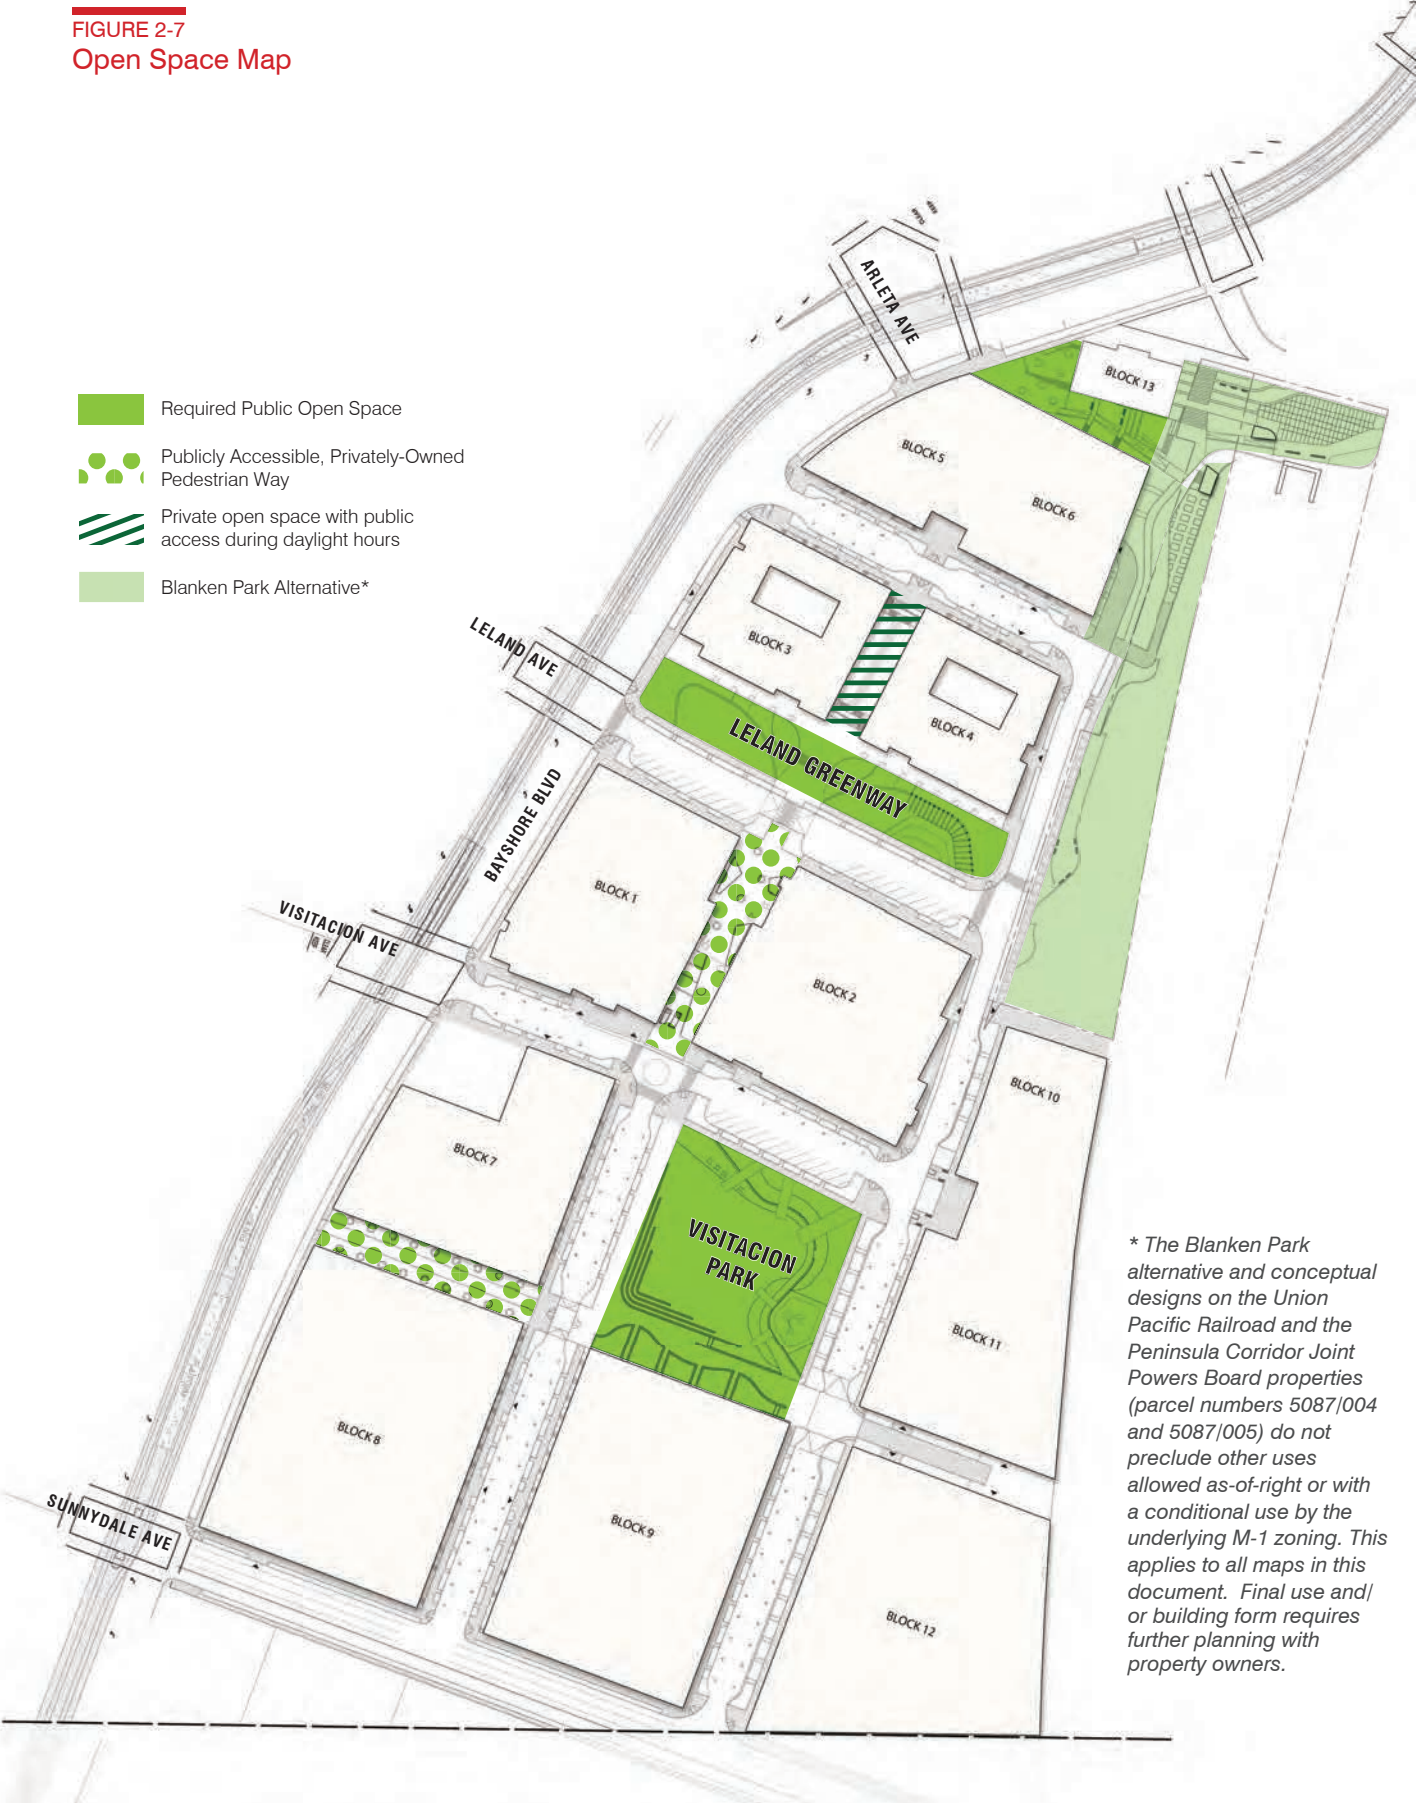 FIGURE 2-7
Open Space Map
ARLETA AVE
BLOCK 13
Required Public Open Space
BLOCK 5
Publicly Accessible, Privately-Owned
Pedestrian Way
BLOCK 6
Private open space with public
access during daylight hours
Blanken Park Alternative*
LELAND AVE
BLOCK 3
BLOCK 4
LELAND GREENWAY
BAYSHORE BLVD
BLOCK 1
VISITACION AVE
BLOCK 2
BLOCK 10
BLOCK 7
VISITACION
PARK
BLOCK 11
* The Blanken Park
alternative and conceptual
designs on the Union
Pacific Railroad and the
Peninsula Corridor Joint
Powers Board properties
(parcel numbers 5087/004
and 5087/005) do not
preclude other uses
allowed as-of-right or with
a conditional use by the
underlying M-1 zoning. This
applies to all maps in this
document. Final use and/
or building form requires
further planning with
property owners.
BLOCK 8
SUNNYDALE AVE
BLOCK 9
BLOCK 12